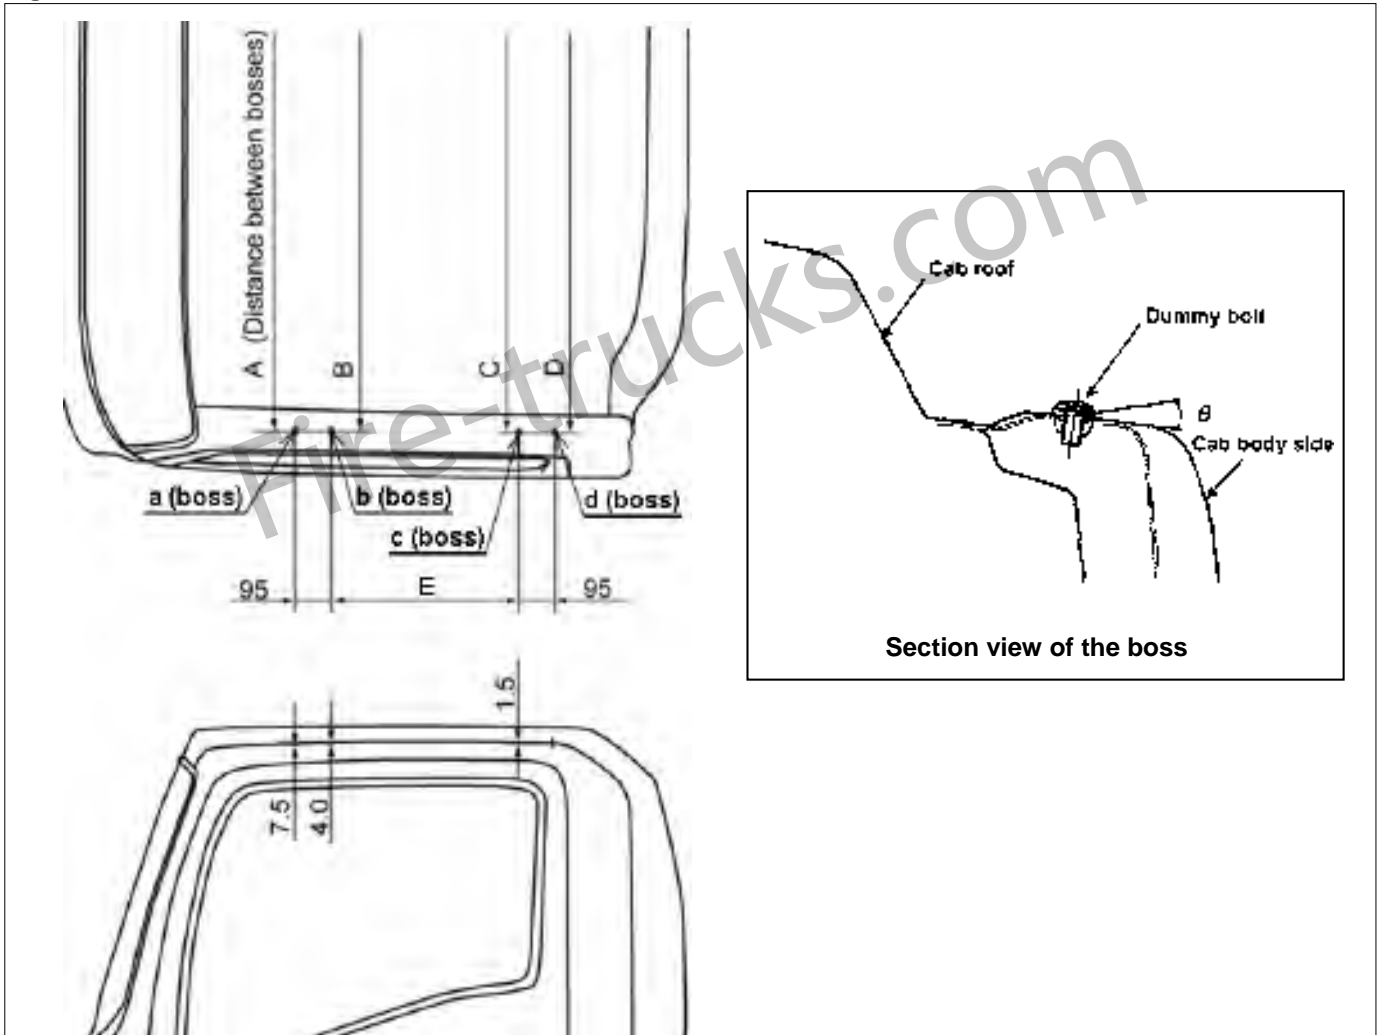 A (Distance between bosses)
B
C
D
a (boss)
b (boss)
c (boss)
d (boss)
95
E
95
1.5
7.5
4.0
Cab roof
Dummy bolt
θ
Cab body side
Section view of the boss
Fire-trucks.com